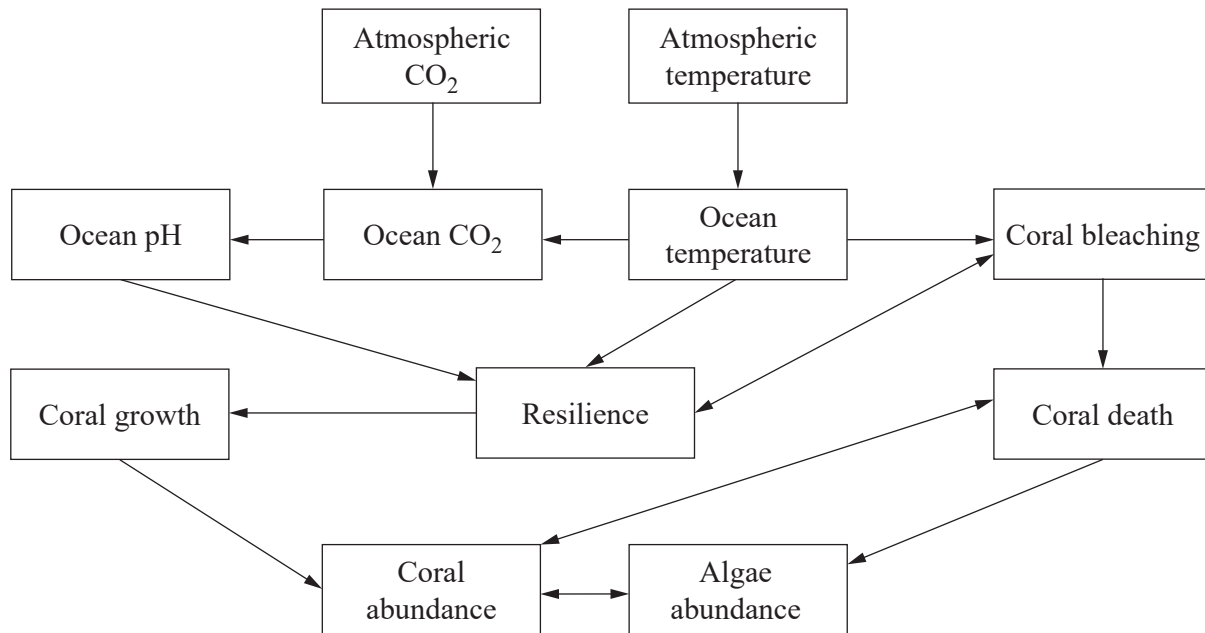 Atmospheric
CO₂
Atmospheric
temperature
Ocean pH
Ocean CO₂
Ocean
temperature
Coral bleaching
Coral growth
Resilience
Coral death
Coral
abundance
Algae
abundance